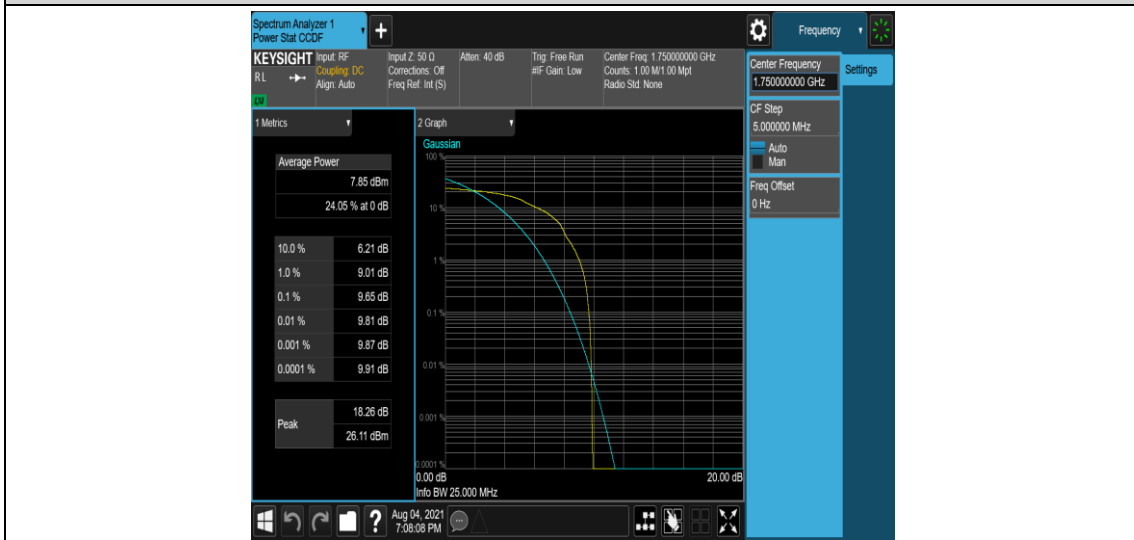 Spectrum Analyzer 1
Power Stat CCDF
+
Frequency
KEYSIGHT
RL
LXI
Input: RF
Coupling: DC
Align: Auto
Input Z: 50 Ω
Corrections: Off
Freq Ref: Int (S)
Atten: 40 dB
Trig: Free Run
#IF Gain: Low
Center Freq: 1.750000000 GHz
Counts: 1.00 M/1.00 Mpt
Radio Std: None
Center Frequency
1.750000000 GHz
Settings
CF Step
5.000000 MHz
Auto
Man
Freq Offset
0 Hz
1 Metrics
Average Power
7.85 dBm
24.05 % at 0 dB
10.0 % 6.21 dB
1.0 % 9.01 dB
0.1 % 9.65 dB
0.01 % 9.81 dB
0.001 % 9.87 dB
0.0001 % 9.91 dB
Peak
18.26 dB
26.11 dBm
2 Graph
Gaussian
100 %
10 %
1 %
0.1 %
0.01 %
0.001 %
0.0001 %
0.00 dB 20.00 dB
Info BW 25.000 MHz
?
Aug 04, 2021
7:08:08 PM